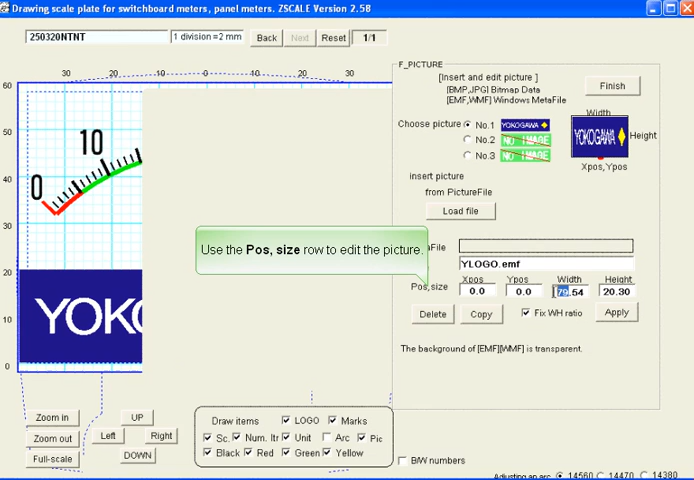 Drawing scale plate for switchboard meters, panel meters. ZSCALE Version 2.58
250320NTNT
1 division =2 mm
Back
Next
Reset
1/1
30 20 10 0 10 20 30
60
50
40
30
20
10
0
10
0
YOKO
F_PICTURE
[Insert and edit picture ]
[BMP,JPG] Bitmap Data
[EMF,WMF] Windows MetaFile
Finish
Choose picture
No.1
YOKOGAWA
No.2
NO IMAGE
No.3
NO IMAGE
Width
YOKOGAWA
Height
Xpos, Ypos
insert picture
from PictureFile
Load file
Use the Pos, size row to edit the picture.
File
YLOGO.emf
Xpos Ypos Width Height
Pos,size 0.0 0.0 79.54 20.30
Delete
Copy
Fix WH ratio
Apply
The background of [EMF][WMF] is transparent.
Zoom in
UP
Zoom out
Left
Right
Full-scale
DOWN
Draw items LOGO Marks
Sc. Num. ltr Unit Arc Pic
Black Red Green Yellow
B/W numbers
Adjusting an arc 14560 14470 14380